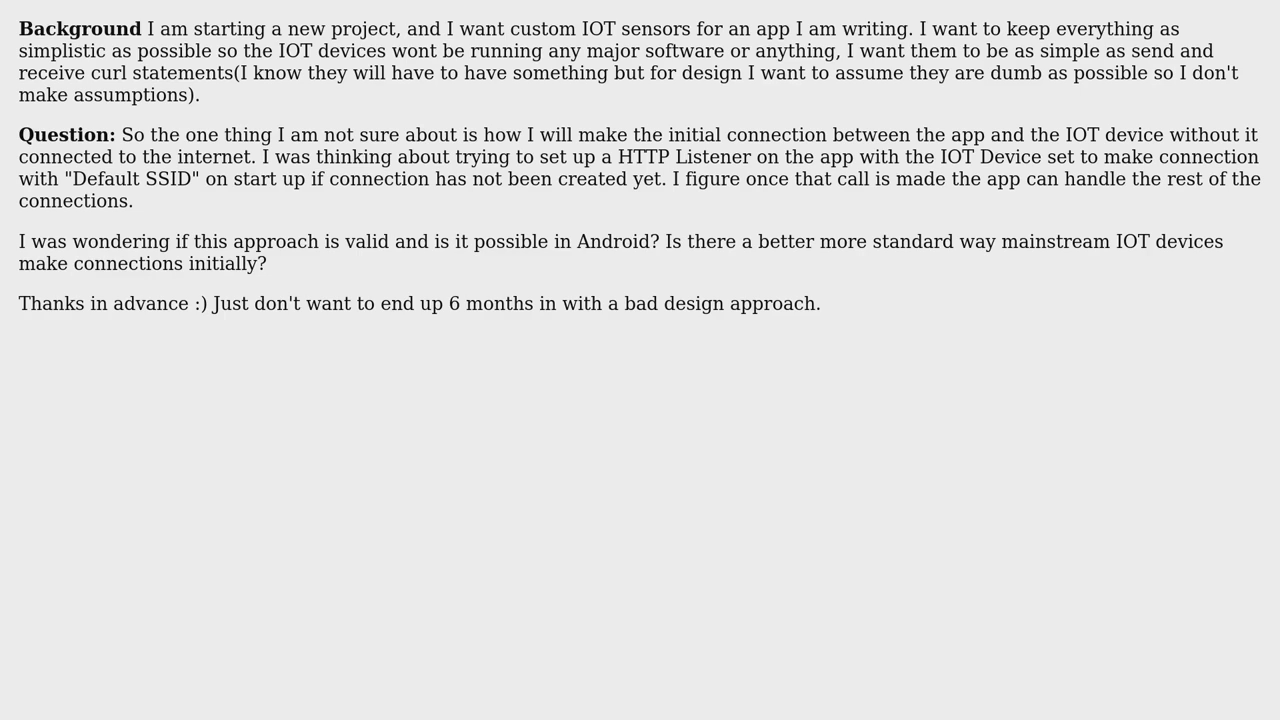 Background I am starting a new project, and I want custom IOT sensors for an app I am writing. I want to keep everything as
simplistic as possible so the IOT devices wont be running any major software or anything, I want them to be as simple as send and
receive curl statements(I know they will have to have something but for design I want to assume they are dumb as possible so I don't
make assumptions).
Question: So the one thing I am not sure about is how I will make the initial connection between the app and the IOT device without it
connected to the internet. I was thinking about trying to set up a HTTP Listener on the app with the IOT Device set to make connection
with "Default SSID" on start up if connection has not been created yet. I figure once that call is made the app can handle the rest of the
connections.
I was wondering if this approach is valid and is it possible in Android? Is there a better more standard way mainstream IOT devices
make connections initially?
Thanks in advance :) Just don't want to end up 6 months in with a bad design approach.